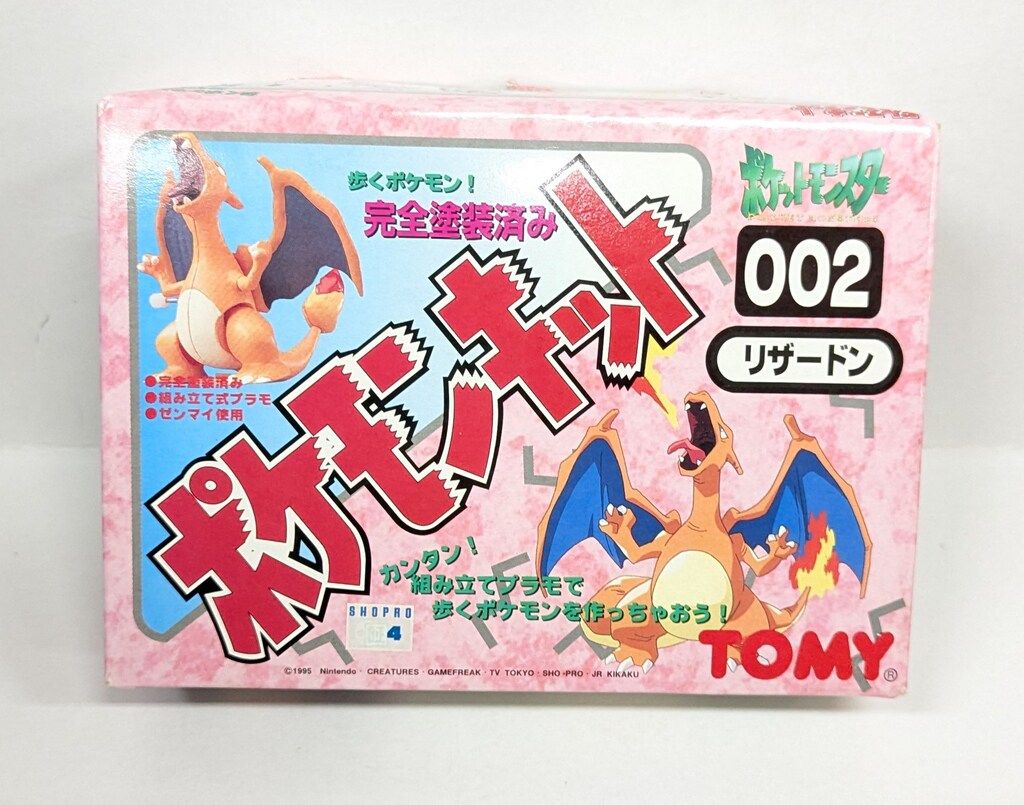 歩くポケモン！
完全塗装済み
ポケットモンスター
002
リザードン
●完全塗装済み
●組み立て式プラモ
●ゼンマイ使用
ポケモンキット
カンタン！
組み立てプラモで
歩くポケモンを作っちゃおう！
SHOPRO
4
TOMY®
©1995 Nintendo・CREATURES・GAMEFREAK・TV TOKYO・SHO-PRO・JR KIKAKU